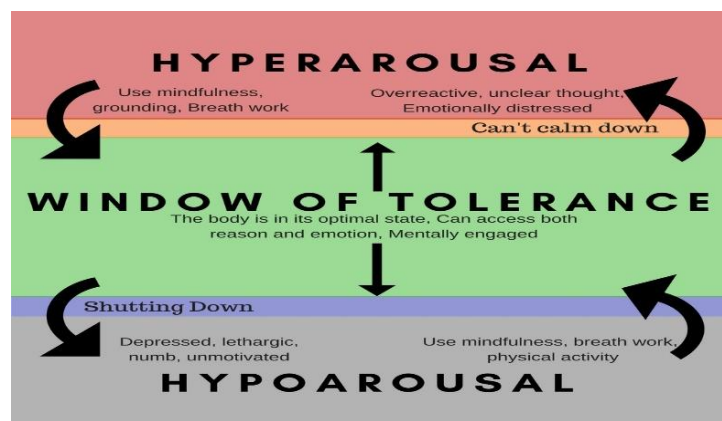 HYPERAROUSAL
Use mindfulness,
grounding, Breath work
Overreactive, unclear thought,
Emotionally distressed
Can't calm down
WINDOW OF TOLERANCE
The body is in its optimal state, Can access both
reason and emotion, Mentally engaged
Shutting Down
Depressed, lethargic,
numb, unmotivated
Use mindfulness, breath work,
physical activity
HYPOAROUSAL